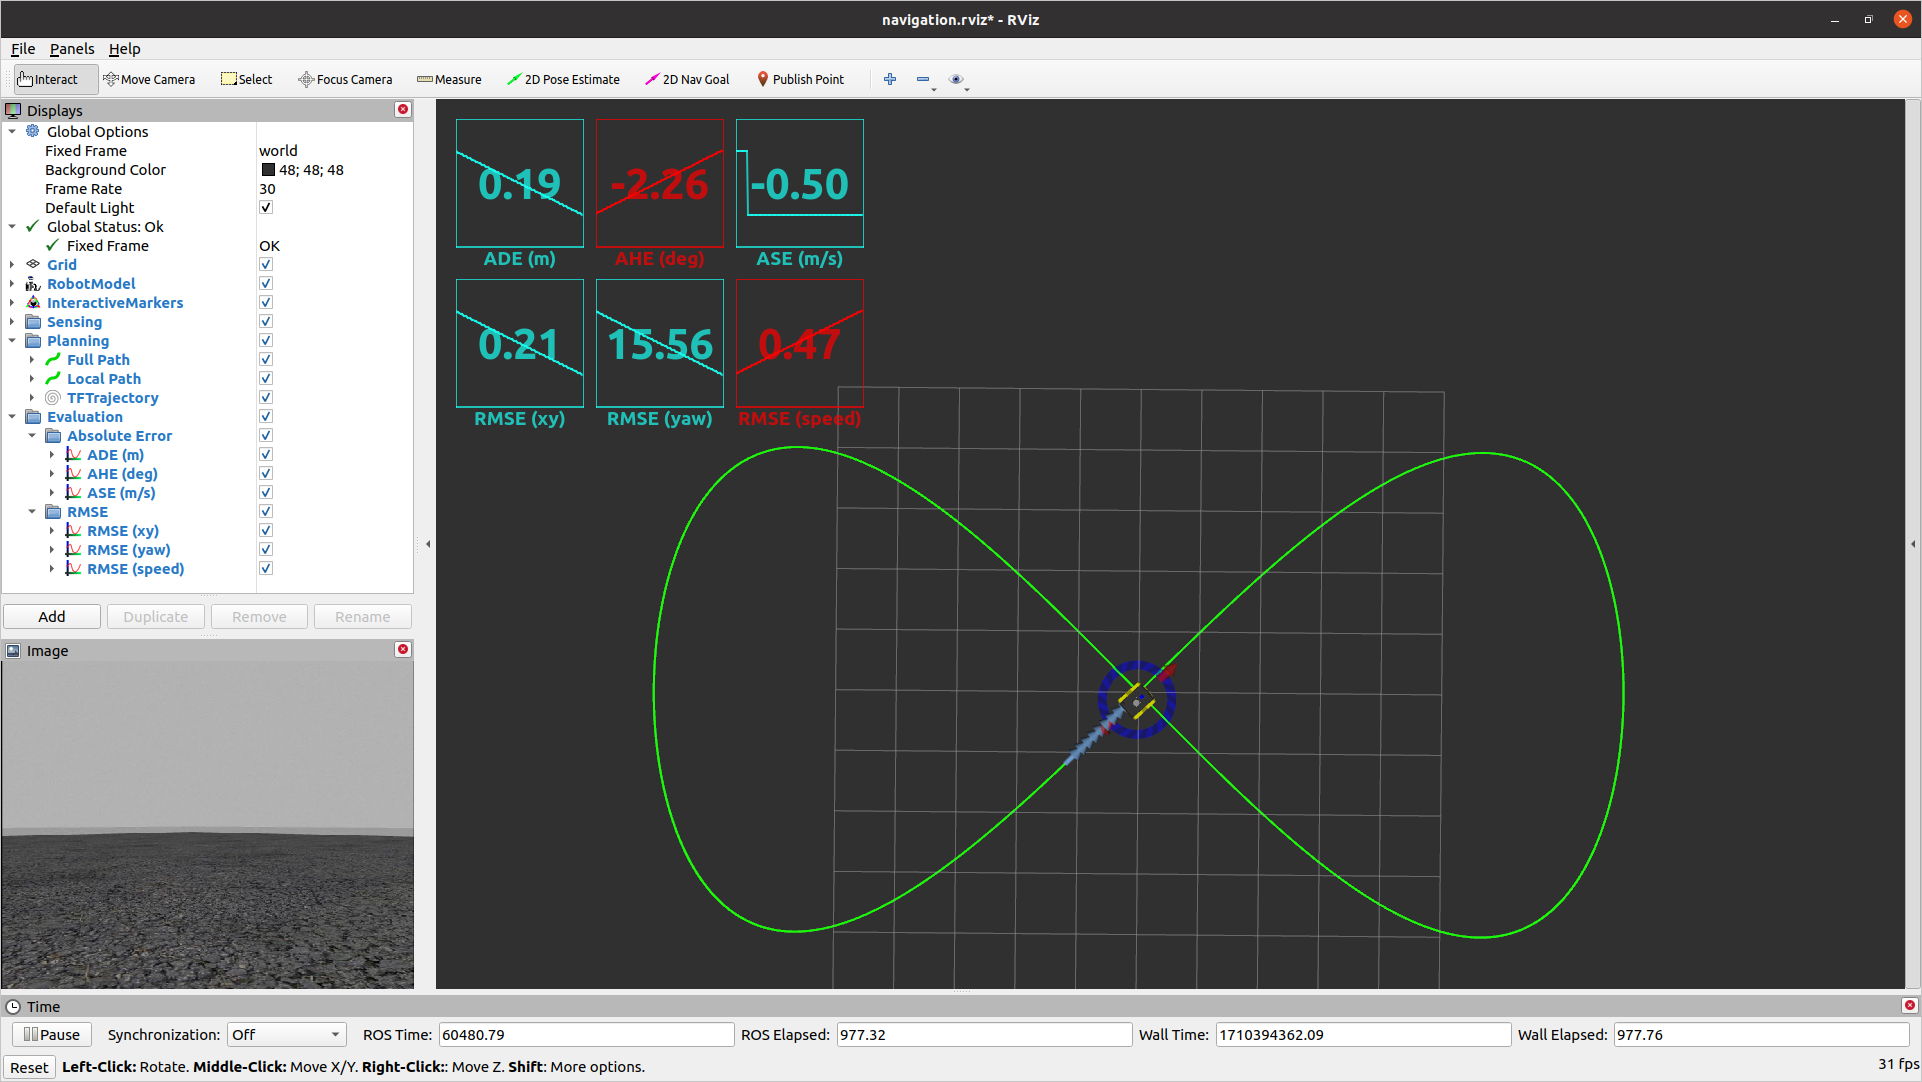 navigation.rviz* - RViz
File Panels Help
Interact Move Camera Select Focus Camera Measure 2D Pose Estimate 2D Nav Goal Publish Point
Displays
Global Options
Fixed Frame world
Background Color 48; 48; 48
Frame Rate 30
Default Light
Global Status: Ok
Fixed Frame OK
Grid
RobotModel
InteractiveMarkers
Sensing
Planning
Full Path
Local Path
TFTrajectory
Evaluation
Absolute Error
ADE (m)
AHE (deg)
ASE (m/s)
RMSE
RMSE (xy)
RMSE (yaw)
RMSE (speed)
Add Duplicate Remove Rename
Image
0.19 -2.26 -0.50
ADE (m) AHE (deg) ASE (m/s)
0.21 15.56 0.47
RMSE (xy) RMSE (yaw) RMSE (speed)
Time
Pause Synchronization: Off ROS Time: 60480.79 ROS Elapsed: 977.32 Wall Time: 1710394362.09 Wall Elapsed: 977.76
Reset Left-Click: Rotate. Middle-Click: Move X/Y. Right-Click:: Move Z. Shift: More options. 31 fps